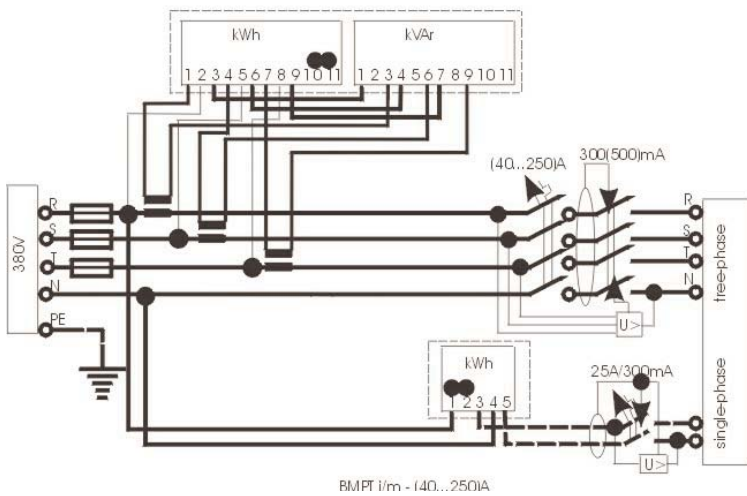 kWh
kVAr
1 2 3 4 5 6 7 8 9 10 11
1 2 3 4 5 6 7 8 9 10 11
(40...250)A
300(500)mA
380V
R
S
T
N
PE
R
S
T
N
tree-phase
U>
kWh
1 2 3 4 5
25A/300mA
single-phase
U>
BMPT i/m - (40...250)A